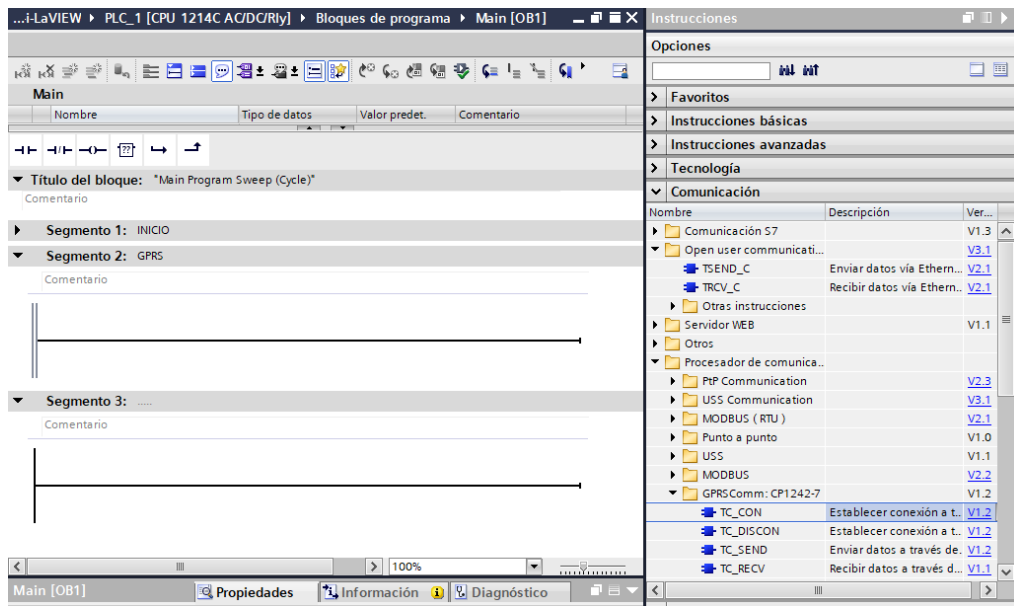 ...i-LaVIEW ▸ PLC_1 [CPU 1214C AC/DC/Rly] ▸ Bloques de programa ▸ Main [OB1]
Main
Nombre Tipo de datos Valor predet. Comentario
??
Título del bloque: "Main Program Sweep (Cycle)"
Comentario
Segmento 1: INICIO
Segmento 2: GPRS
Comentario
Segmento 3: .....
Comentario
100%
Main [OB1]
Propiedades Información Diagnóstico
Instrucciones
Opciones
Favoritos
Instrucciones básicas
Instrucciones avanzadas
Tecnología
Comunicación
Nombre Descripción Ver...
Comunicación S7 V1.3
Open user communicati... V3.1
TSEND_C Enviar datos vía Ethern... V2.1
TRCV_C Recibir datos vía Ethern.. V2.1
Otras instrucciones
Servidor WEB V1.1
Otros
Procesador de comunica..
PtP Communication V2.3
USS Communication V3.1
MODBUS ( RTU ) V2.1
Punto a punto V1.0
USS V1.1
MODBUS V2.2
GPRSComm: CP1242-7 V1.2
TC_CON Establecer conexión a t.. V1.2
TC_DISCON Establecer conexión a t.. V1.2
TC_SEND Enviar datos a través de. V1.2
TC_RECV Recibir datos a través d... V1.1